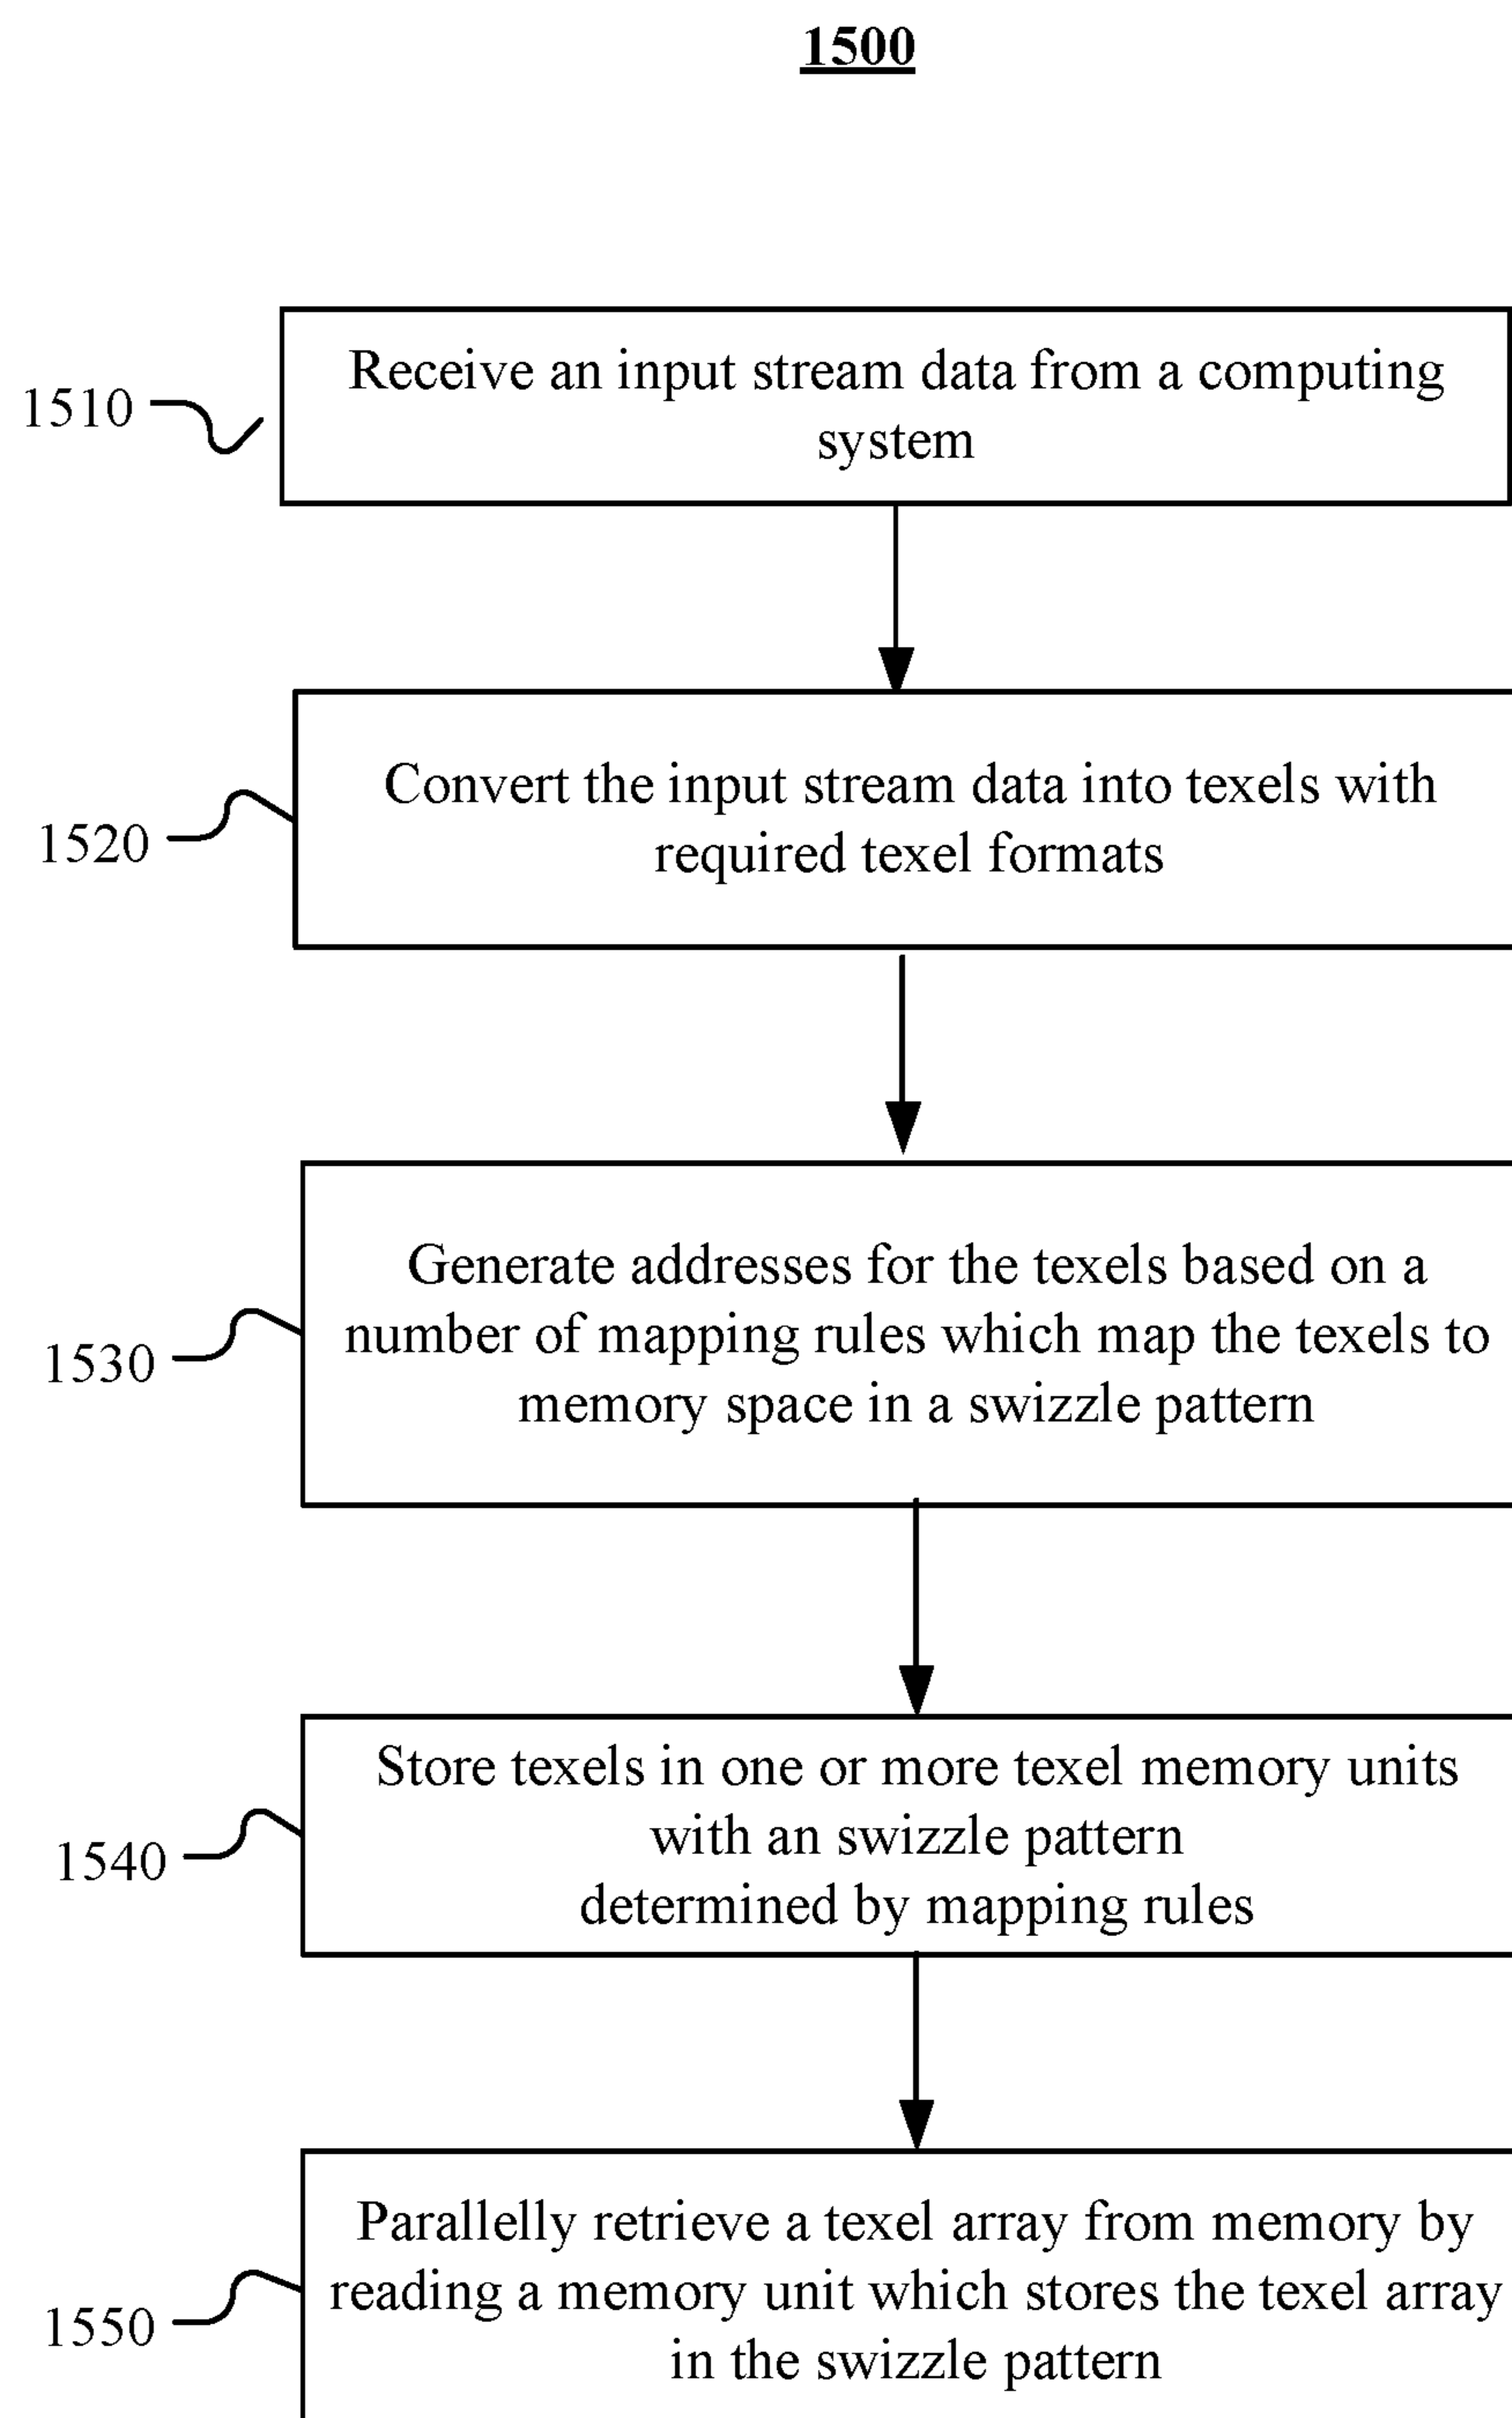 1500
1510
Receive an input stream data from a computing
system
1520
Convert the input stream data into texels with
required texel formats
1530
Generate addresses for the texels based on a
number of mapping rules which map the texels to
memory space in a swizzle pattern
1540
Store texels in one or more texel memory units
with an swizzle pattern
determined by mapping rules
1550
Parallelly retrieve a texel array from memory by
reading a memory unit which stores the texel array
in the swizzle pattern